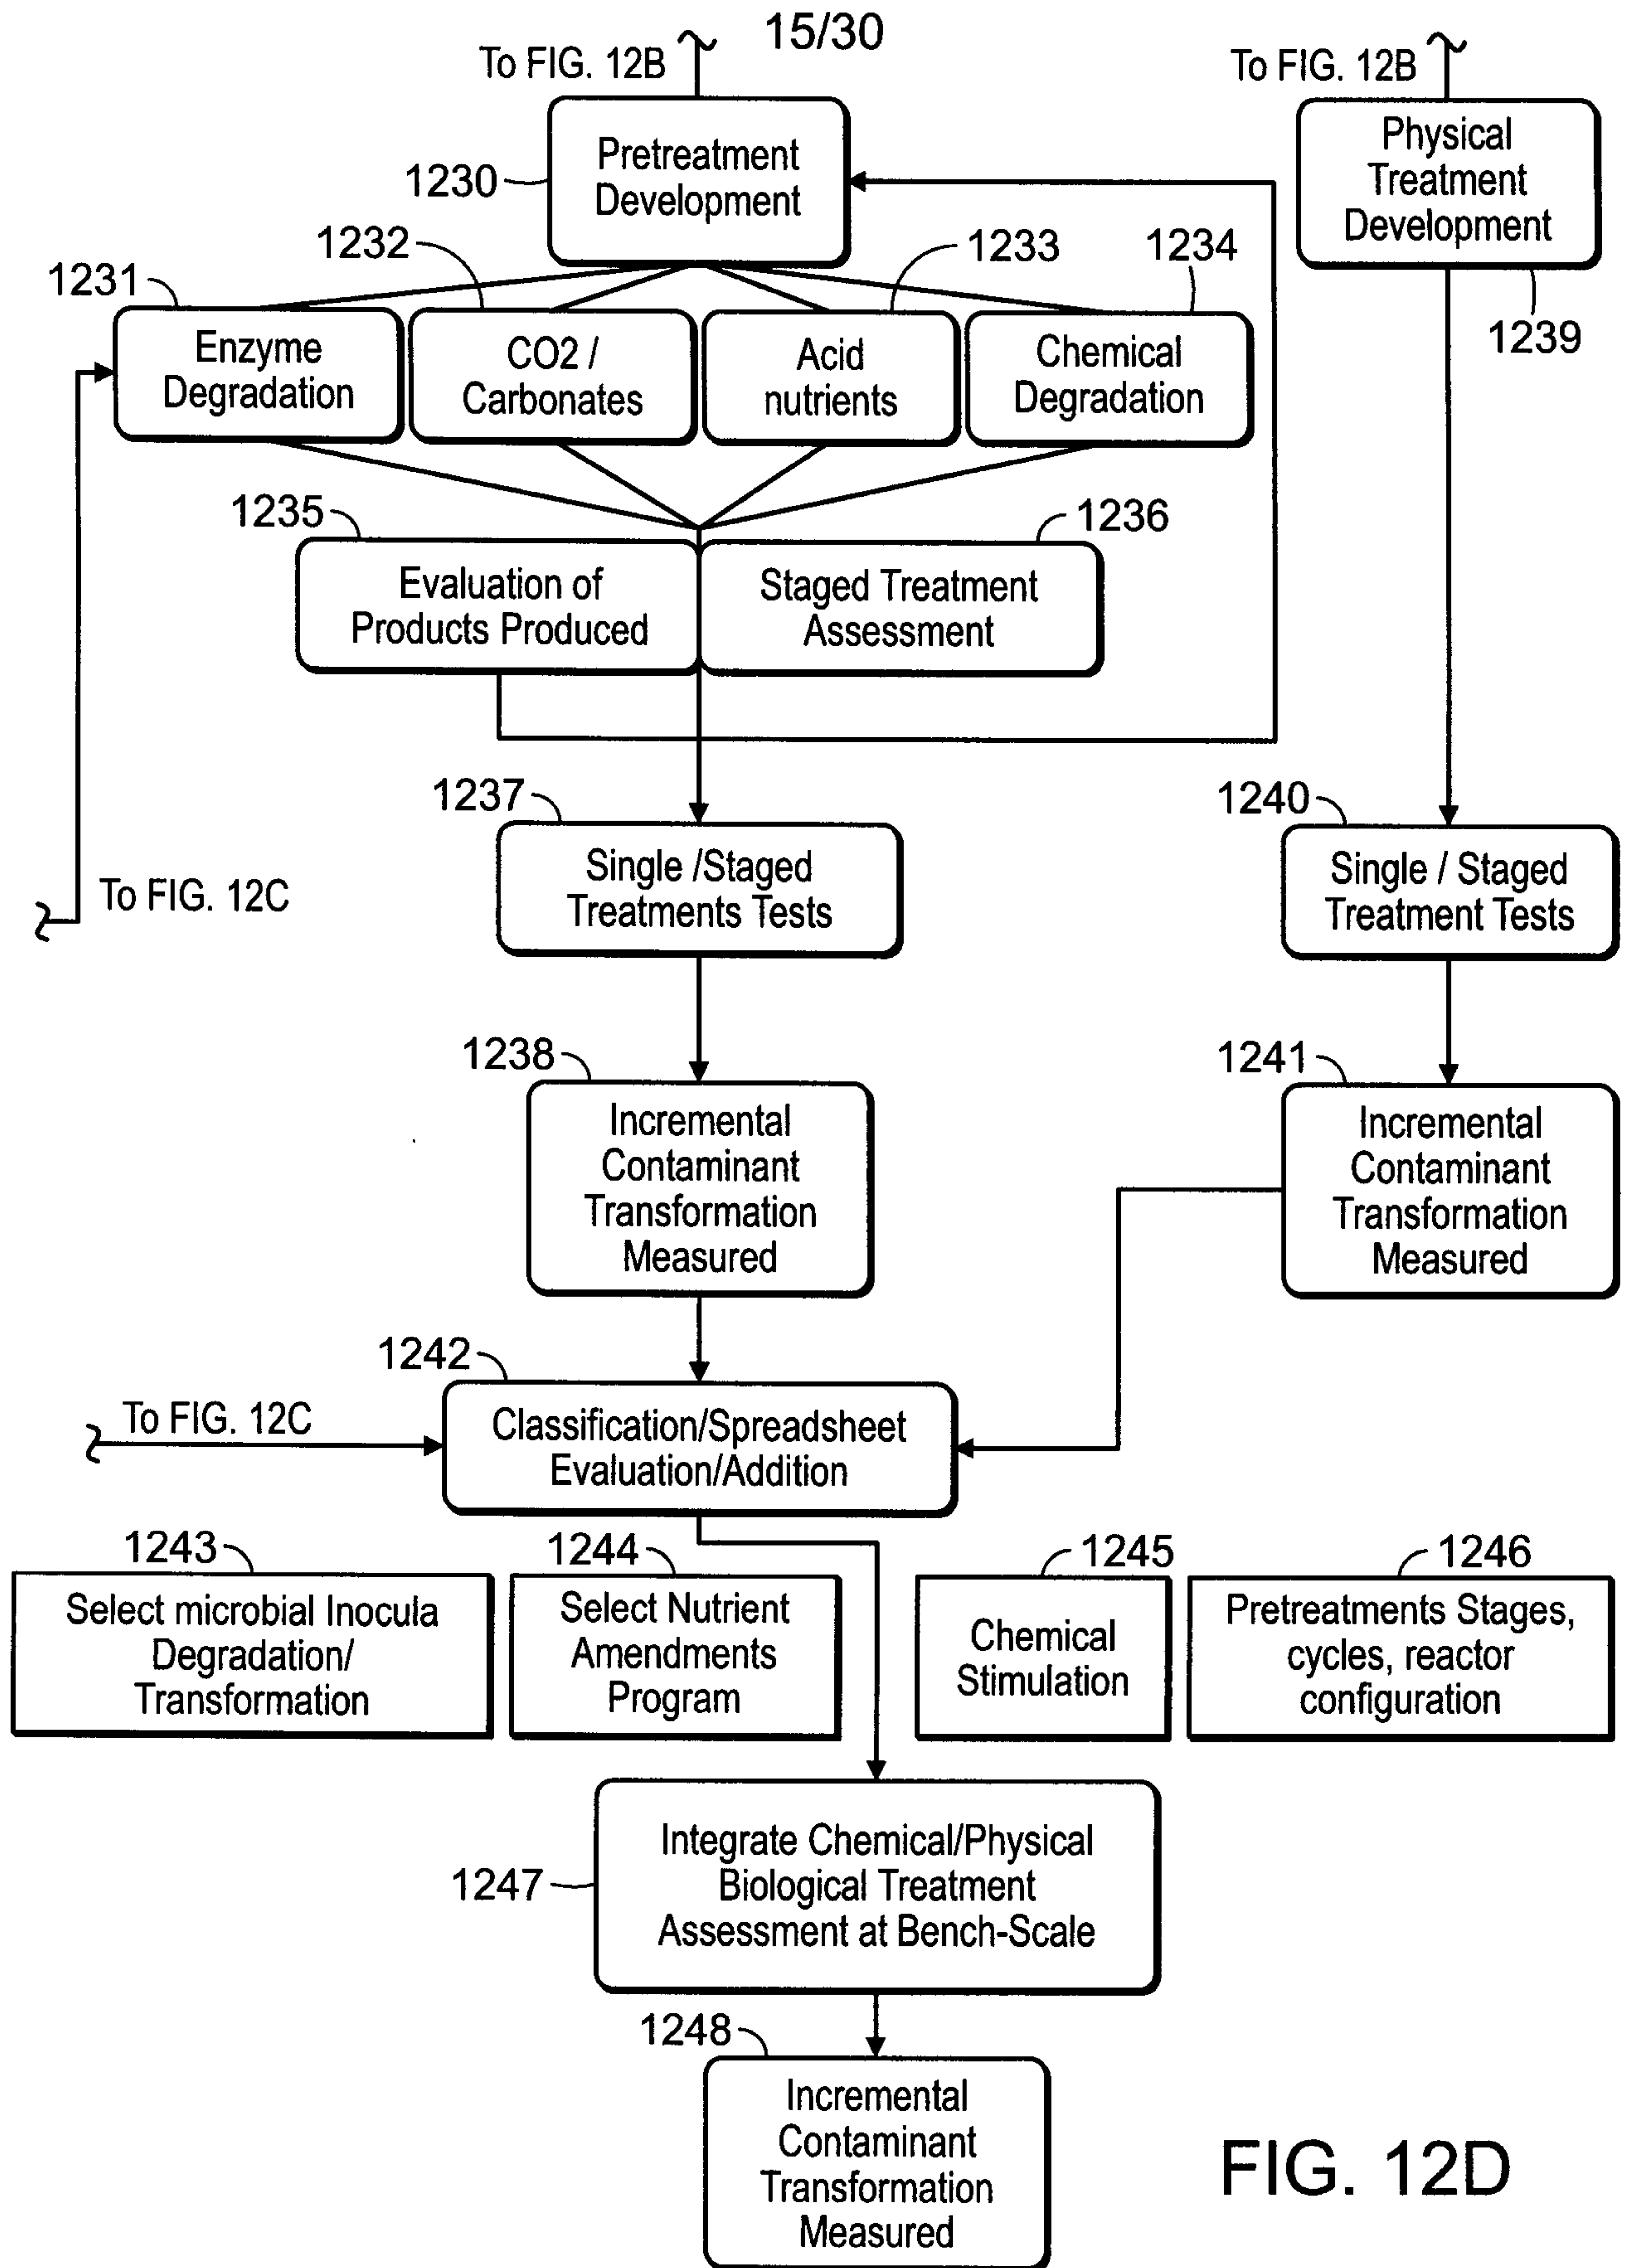 15/30
To FIG. 12B
To FIG. 12B
Pretreatment
Development
1230
Physical
Treatment
Development
1239
1231
1232
1233
1234
Enzyme
Degradation
CO2 /
Carbonates
Acid
nutrients
Chemical
Degradation
1235
1236
Evaluation of
Products Produced
Staged Treatment
Assessment
To FIG. 12C
1237
Single /Staged
Treatments Tests
1240
Single / Staged
Treatment Tests
1238
Incremental
Contaminant
Transformation
Measured
1241
Incremental
Contaminant
Transformation
Measured
1242
To FIG. 12C
Classification/Spreadsheet
Evaluation/Addition
1243
Select microbial Inocula
Degradation/
Transformation
1244
Select Nutrient
Amendments
Program
1245
Chemical
Stimulation
1246
Pretreatments Stages,
cycles, reactor
configuration
1247
Integrate Chemical/Physical
Biological Treatment
Assessment at Bench-Scale
1248
Incremental
Contaminant
Transformation
Measured
FIG. 12D